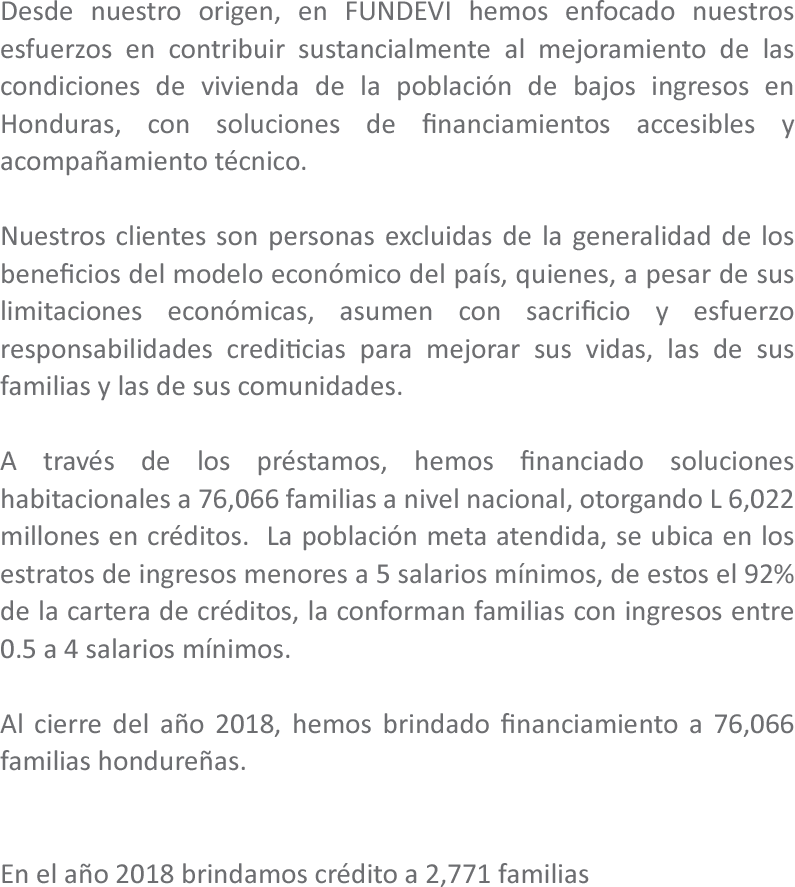 Desde nuestro origen, en FUNDEVI hemos enfocado nuestros
esfuerzos en contribuir sustancialmente al mejoramiento de las
condiciones de vivienda de la población de bajos ingresos en
Honduras, con soluciones de financiamientos accesibles y
acompañamiento técnico.
Nuestros clientes son personas excluidas de la generalidad de los
beneficios del modelo económico del país, quienes, a pesar de sus
limitaciones económicas, asumen con sacrificio y esfuerzo
responsabilidades crediticias para mejorar sus vidas, las de sus
familias y las de sus comunidades.
A través de los préstamos, hemos financiado soluciones
habitacionales a 76,066 familias a nivel nacional, otorgando L 6,022
millones en créditos.  La población meta atendida, se ubica en los
estratos de ingresos menores a 5 salarios mínimos, de estos el 92%
de la cartera de créditos, la conforman familias con ingresos entre
0.5 a 4 salarios mínimos.
Al cierre del año 2018, hemos brindado financiamiento a 76,066
familias hondureñas.
En el año 2018 brindamos crédito a 2,771 familias